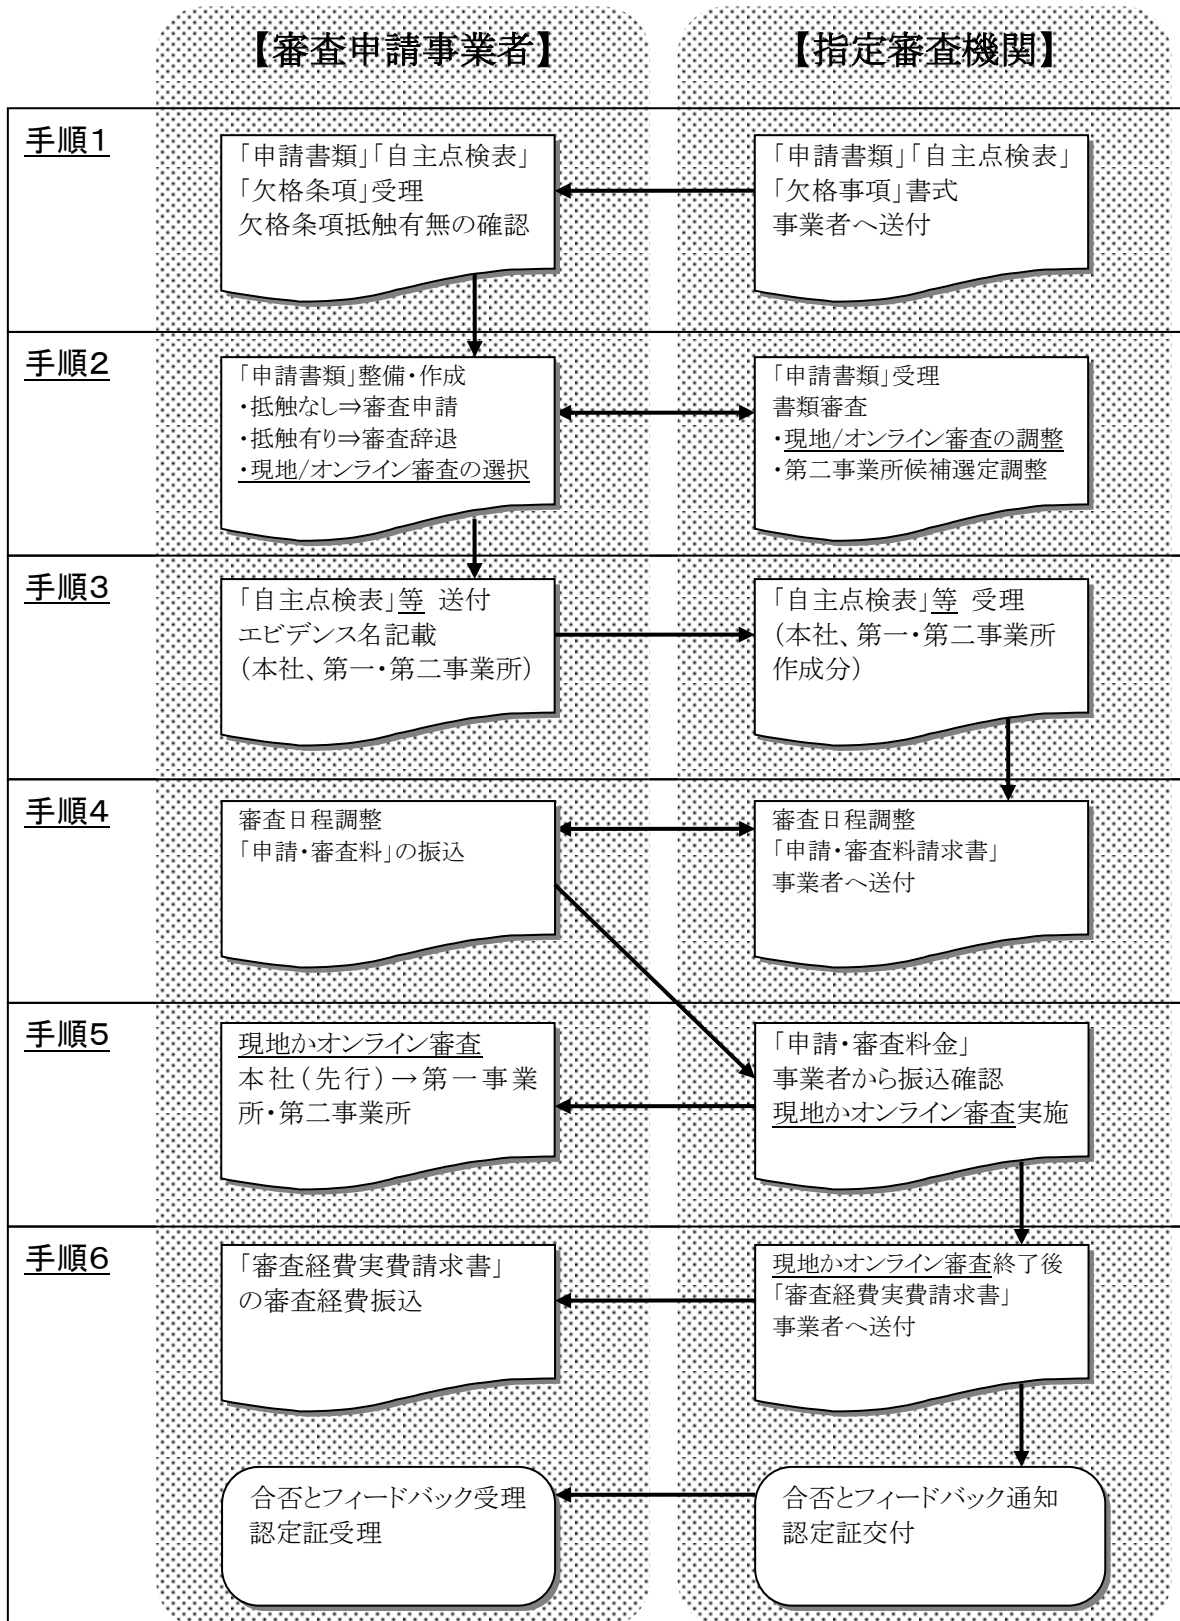 【審査申請事業者】
【指定審査機関】
手順1
「申請書類」「自主点検表」
「欠格条項」受理
欠格条項抵触有無の確認
「申請書類」「自主点検表」
「欠格事項」書式
事業者へ送付
手順2
「申請書類」整備・作成
・抵触なし⇒審査申請
・抵触有り⇒審査辞退
・現地/オンライン審査の選択
「申請書類」受理
書類審査
・現地/オンライン審査の調整
・第二事業所候補選定調整
手順3
「自主点検表」等 送付
エビデンス名記載
（本社、第一・第二事業所）
「自主点検表」等 受理
（本社、第一・第二事業所
作成分）
手順4
審査日程調整
「申請・審査料」の振込
審査日程調整
「申請・審査料請求書」
事業者へ送付
手順5
現地かオンライン審査
本社（先行）→第一事業
所・第二事業所
「申請・審査料金」
事業者から振込確認
現地かオンライン審査実施
手順6
「審査経費実費請求書」
の審査経費振込
現地かオンライン審査終了後
「審査経費実費請求書」
事業者へ送付
合否とフィードバック受理
認定証受理
合否とフィードバック通知
認定証交付